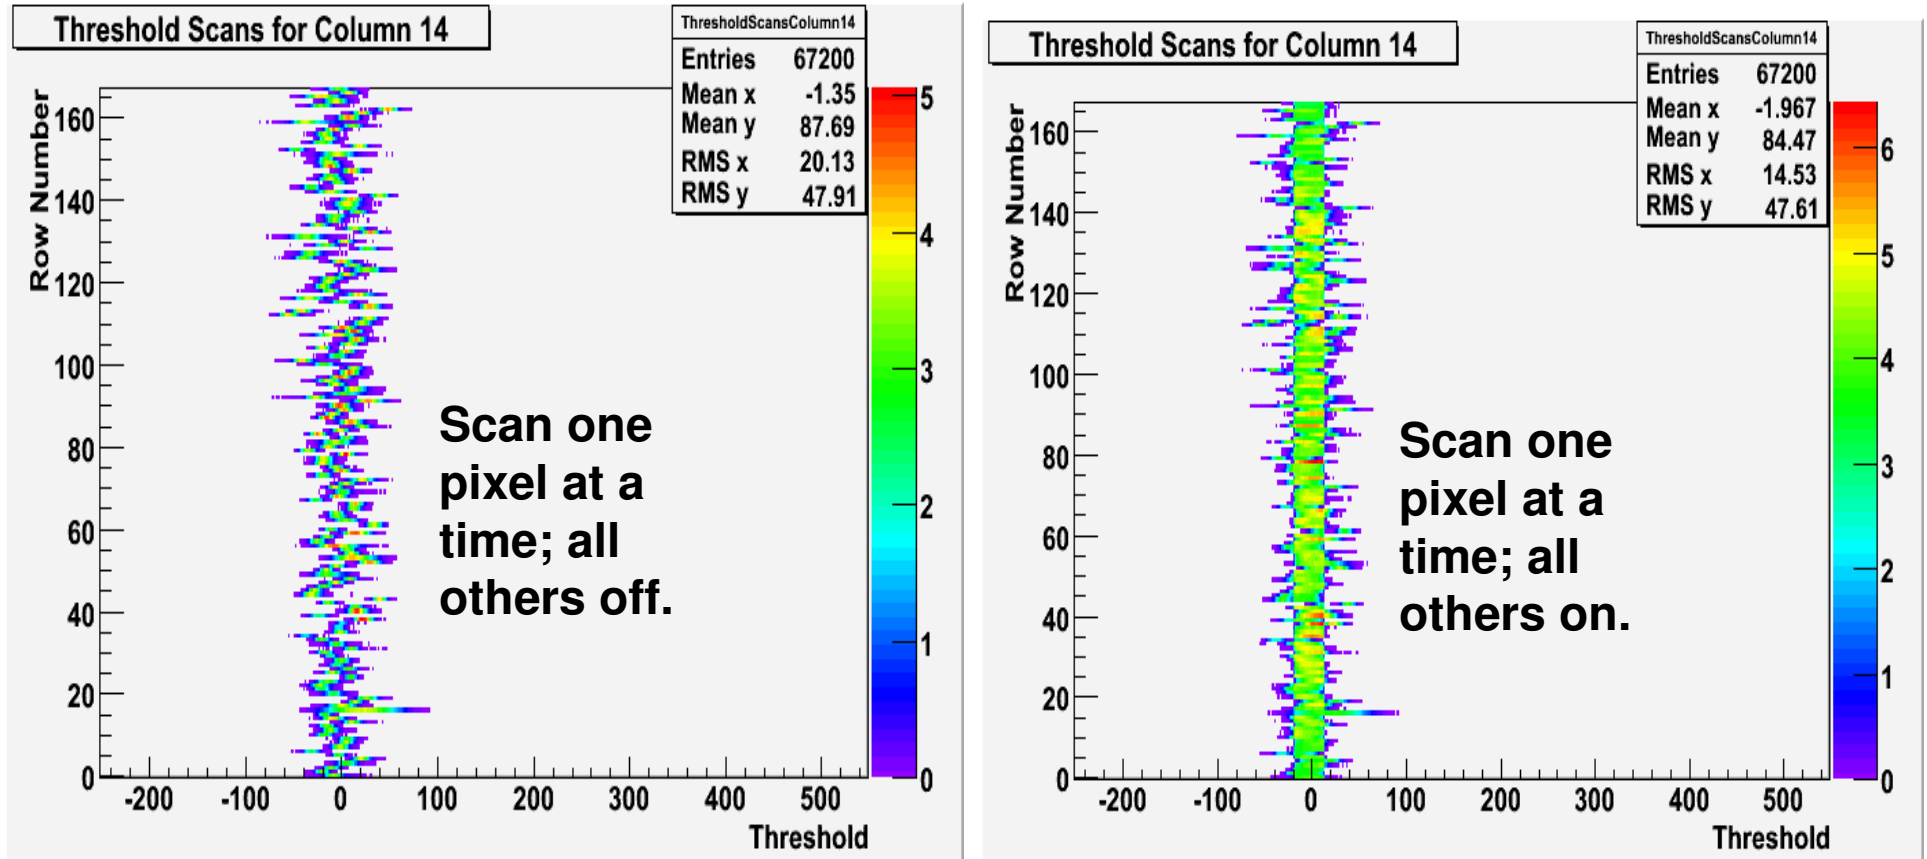 Threshold Scans for Column 14
ThresholdScansColumn14
Entries 67200
Mean x -1.35
Mean y 87.69
RMS x 20.13
RMS y 47.91
Row Number
160
140
120
100
80
60
40
20
0
Scan one
pixel at a
time; all
others off.
5
4
3
2
1
0
-200 -100 0 100 200 300 400 500
Threshold
Threshold Scans for Column 14
ThresholdScansColumn14
Entries 67200
Mean x -1.967
Mean y 84.47
RMS x 14.53
RMS y 47.61
Row Number
160
140
120
100
80
60
40
20
0
Scan one
pixel at a
time; all
others on.
6
5
4
3
2
1
0
-200 -100 0 100 200 300 400 500
Threshold